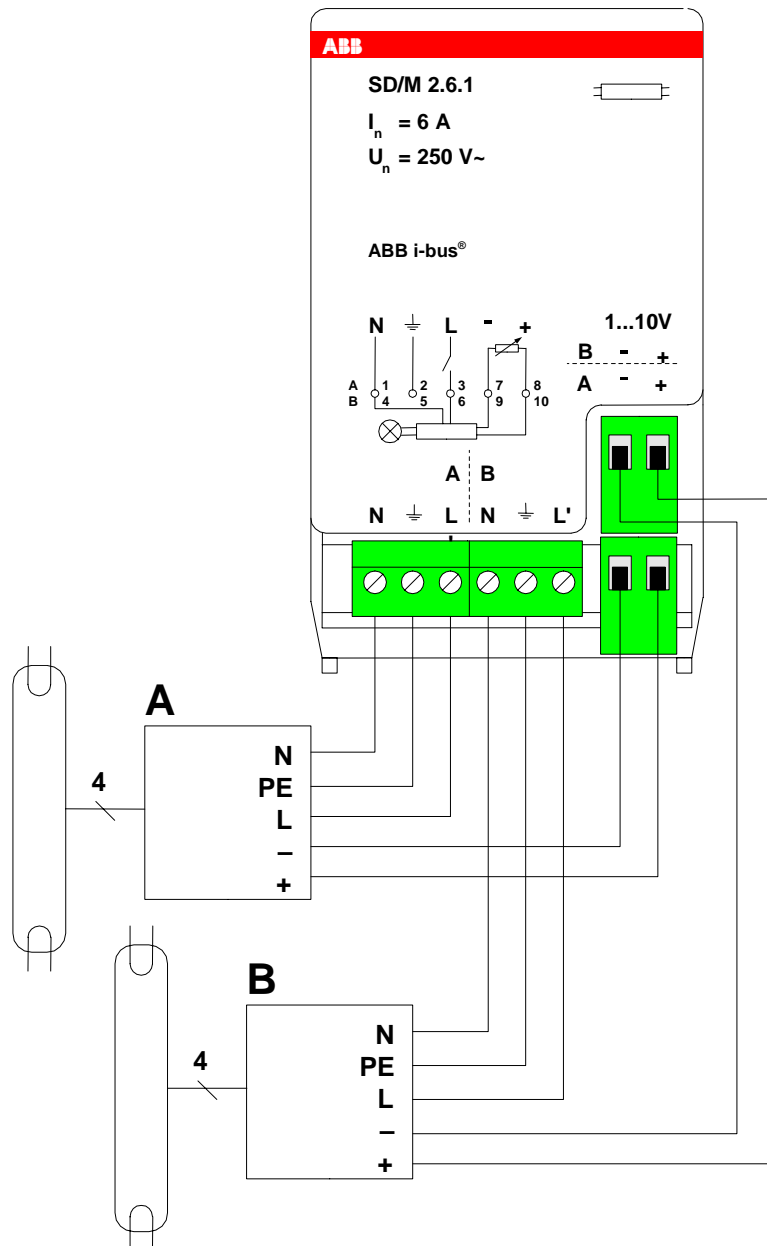 ABB
SD/M 2.6.1
In = 6 A
Un = 250 V~
ABB i-bus®
N L - +
1...10V
B - +
A - +
A 1 2 3 7 8
B 4 5 6 9 10
A B
N L' N L'
A
N
PE
L
–
+
4
B
N
PE
L
–
+
4